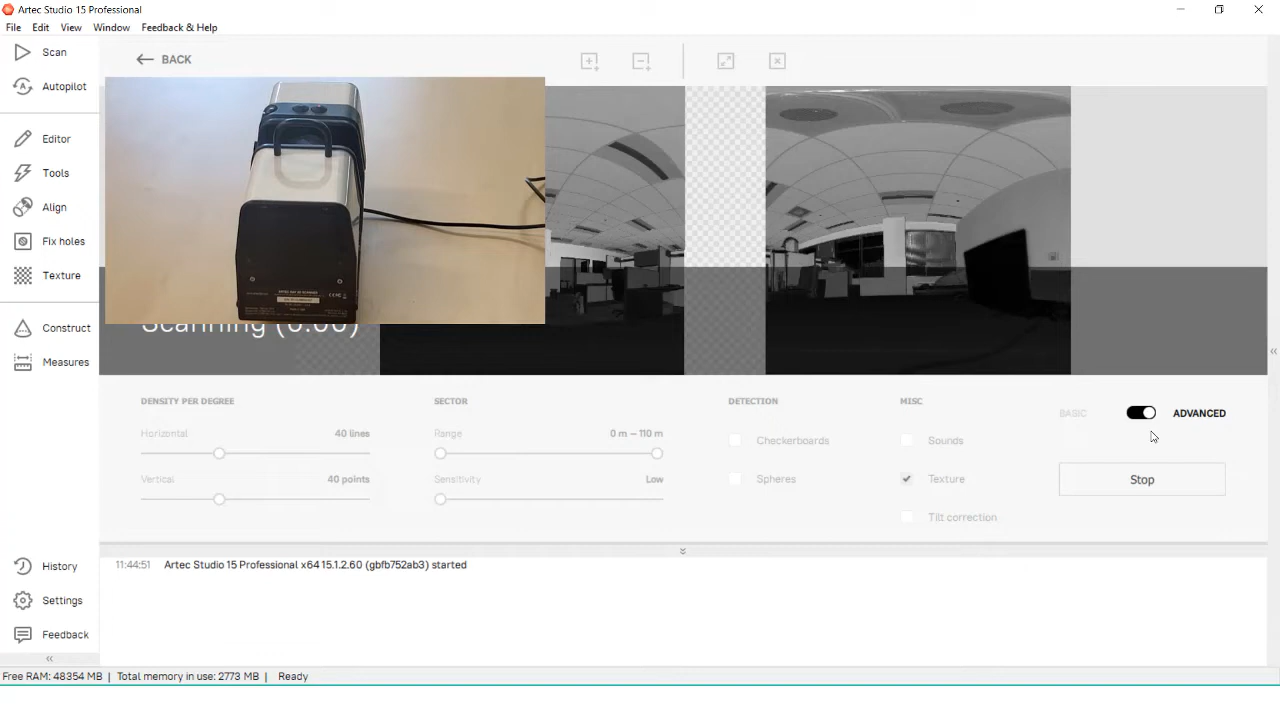 Artec Studio 15 Professional
File Edit View Window Feedback & Help
Scan
BACK
Autopilot
Editor
Tools
Align
Fix holes
Texture
Construct
Measures
Scanning (0:00)
DENSITY PER DEGREE
SECTOR
DETECTION
MISC
BASIC
ADVANCED
Horizontal 40 lines
Range 0 m – 110 m
Checkerboards
Sounds
Vertical 40 points
Sensitivity Low
Spheres
Texture
Stop
Tilt correction
11:44:51 Artec Studio 15 Professional x64 15.1.2.60 (gbfb752ab3) started
History
Settings
Feedback
Free RAM: 48354 MB | Total memory in use: 2773 MB | Ready